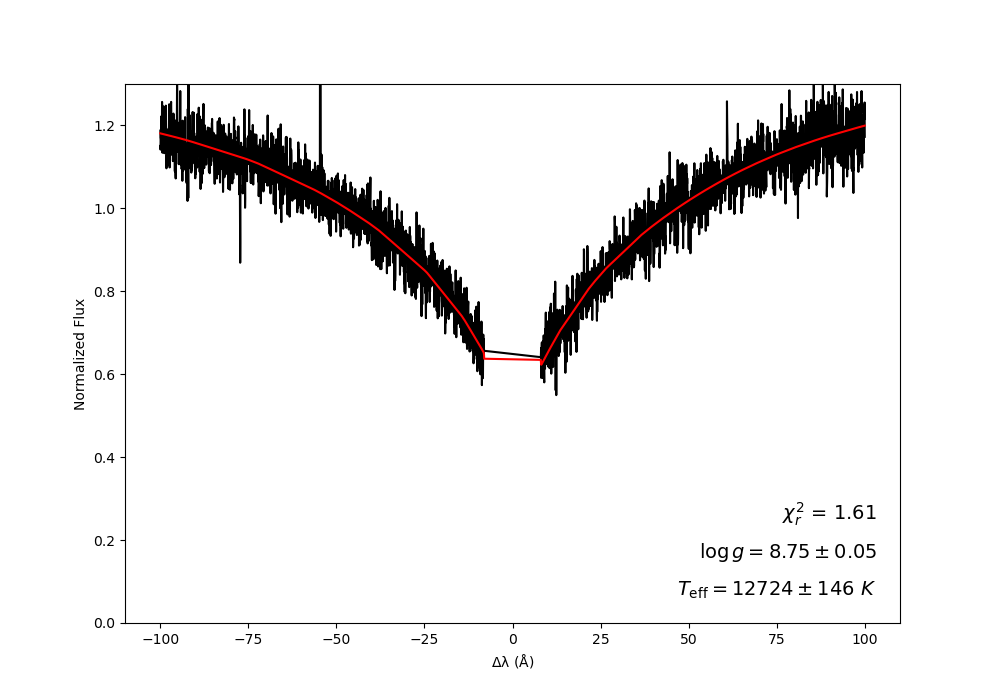 1.2
1.0
0.8
0.6
0.4
0.2
0.0
Normalized Flux
χ²ᵣ = 1.61
log g = 8.75 ± 0.05
T_eff = 12724 ± 146 K
−100 −75 −50 −25 0 25 50 75 100
Δλ (Å)